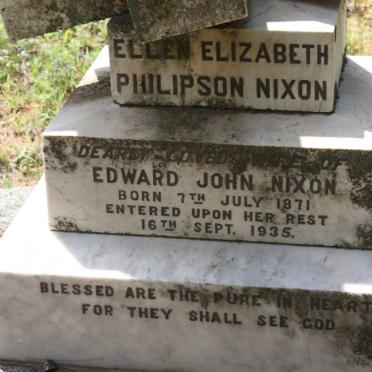 ELLEN ELIZABETH
PHILIPSON NIXON
DEARLY LOVED WIFE OF
EDWARD JOHN NIXON
BORN 7TH JULY 1871
ENTERED UPON HER REST
16TH SEPT. 1935.
BLESSED ARE THE PURE IN HEART
FOR THEY SHALL SEE GOD